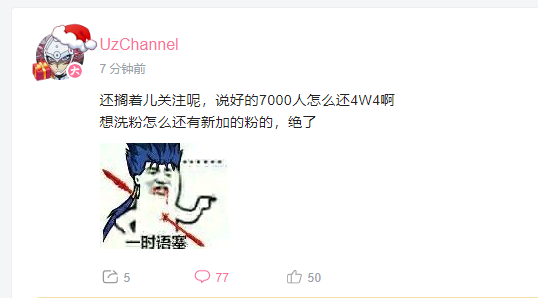 UzChannel
7 分钟前
还搁着儿关注呢，说好的7000人怎么还4W4啊
想洗粉怎么还有新加的粉的，绝了
......
一时语塞
5
77
50